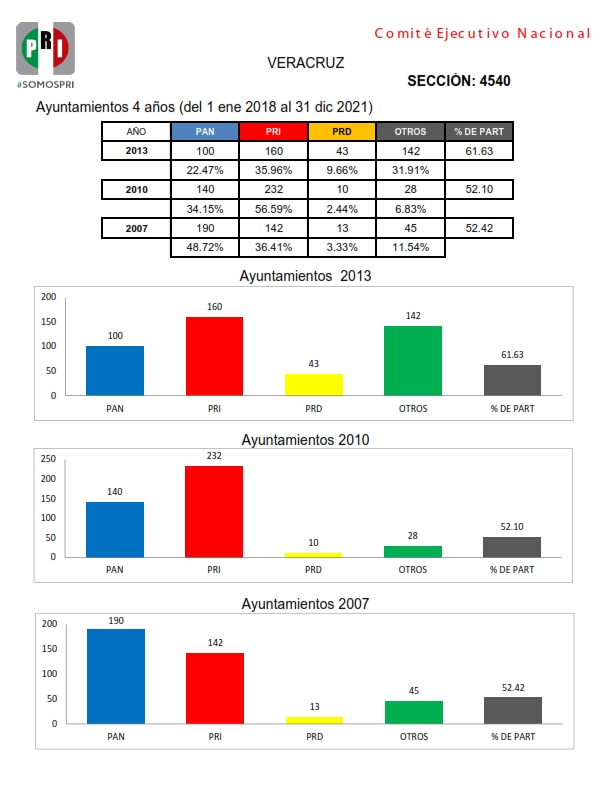 Comité Ejecutivo Nacional
PRI
#SOMOSPRI
VERACRUZ
SECCIÓN: 4540
Ayuntamientos 4 años (del 1 ene 2018 al 31 dic 2021)
AÑO PAN PRI PRD OTROS % DE PART
2013 100 160 43 142 61.63
22.47% 35.96% 9.66% 31.91%
2010 140 232 10 28 52.10
34.15% 56.59% 2.44% 6.83%
2007 190 142 13 45 52.42
48.72% 36.41% 3.33% 11.54%
Ayuntamientos 2013
200
150
100
50
0
100
160
43
142
61.63
PAN PRI PRD OTROS % DE PART
Ayuntamientos 2010
250
200
150
100
50
0
140
232
10
28
52.10
PAN PRI PRD OTROS % DE PART
Ayuntamientos 2007
200
150
100
50
0
190
142
13
45
52.42
PAN PRI PRD OTROS % DE PART